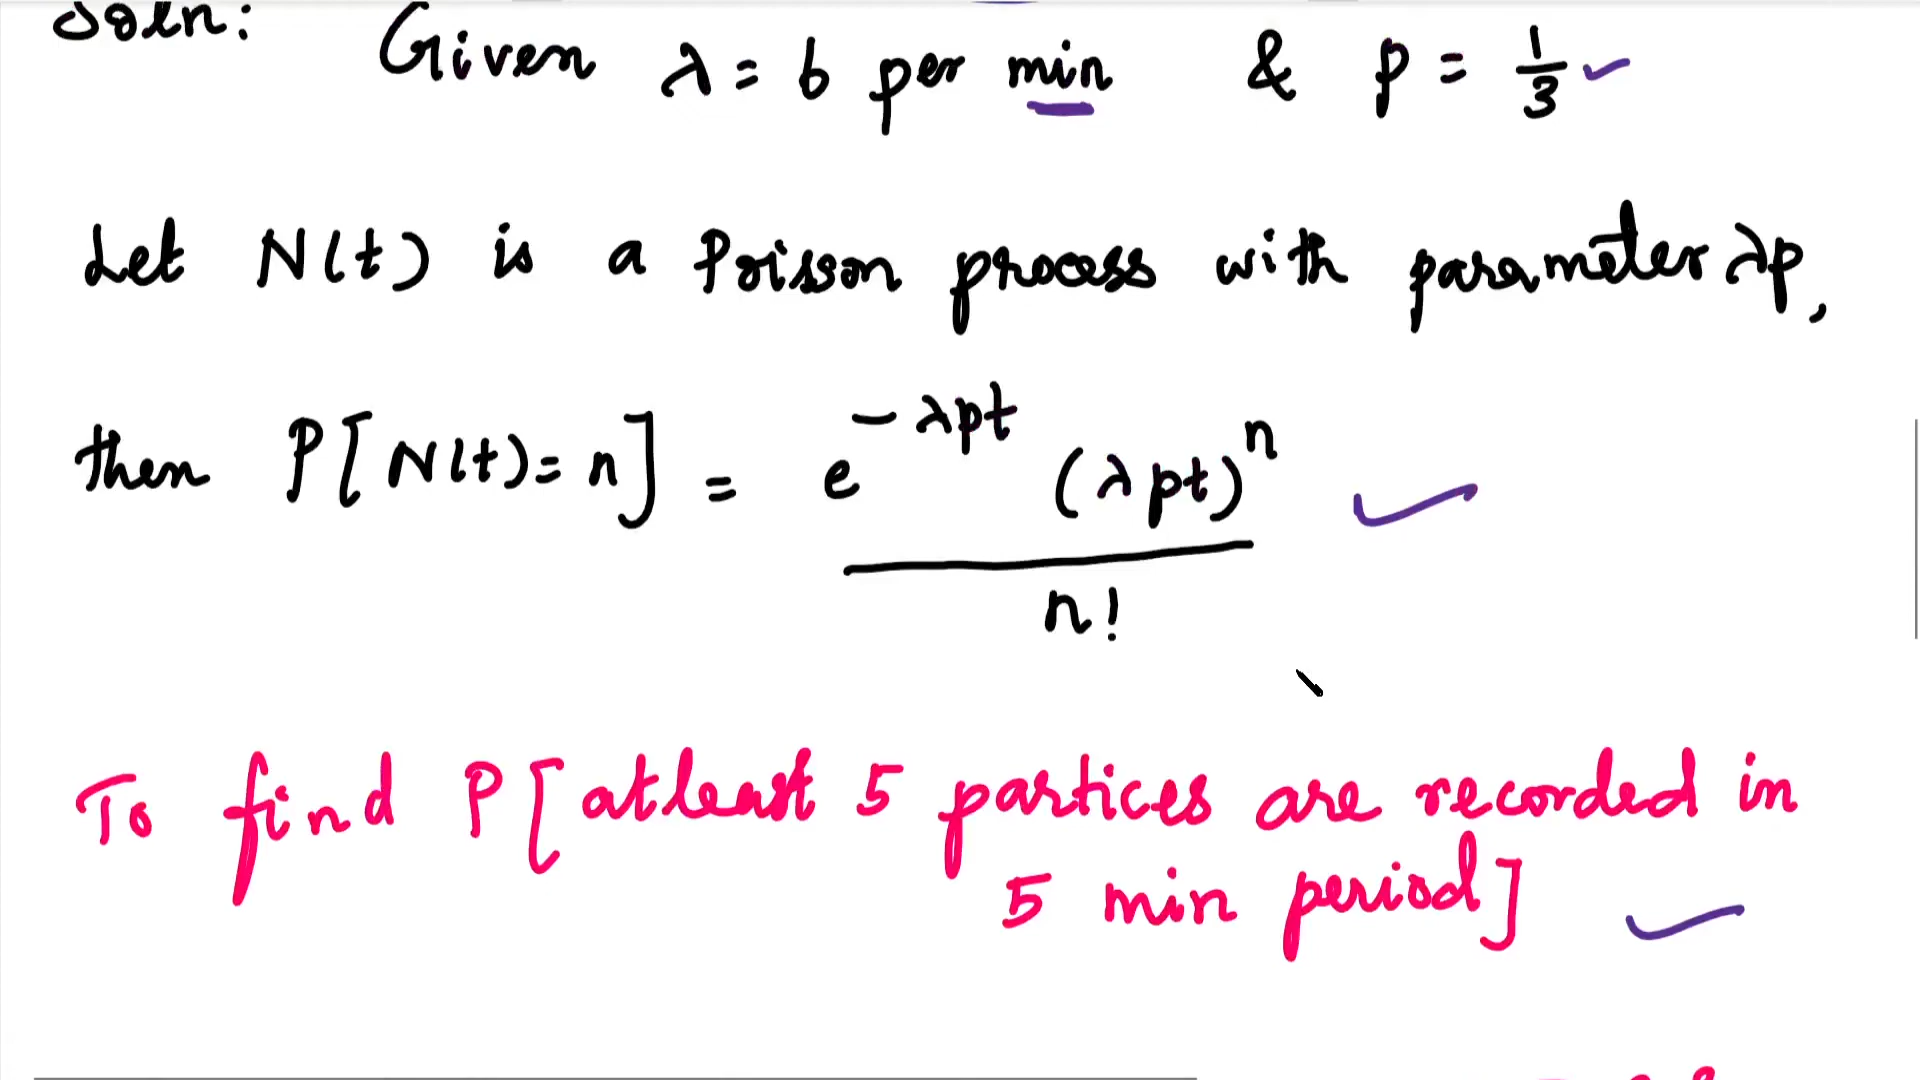 Soln: Given λ = 6 per min & p = 1/3
Let N(t) is a Poisson process with parameter λp,
then P[N(t)=n] = e^{-λpt} (λpt)^n / n!
To find P[atleast 5 partices are recorded in
5 min period]